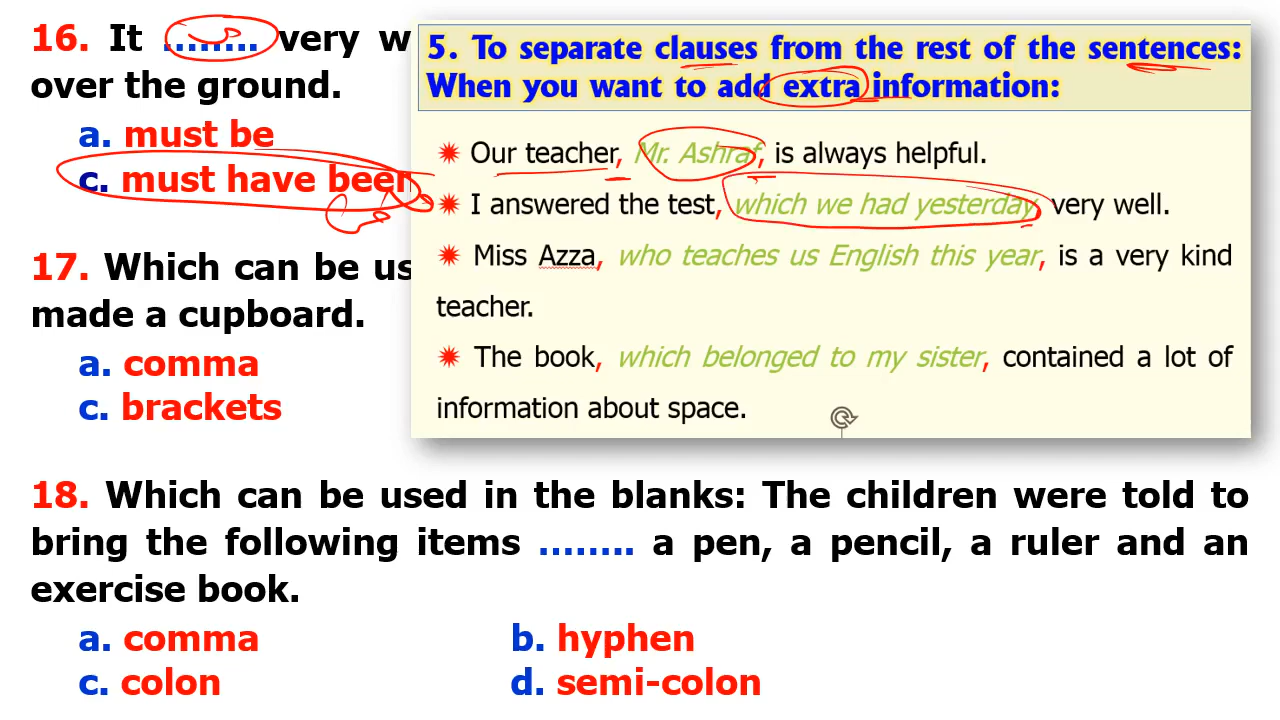 16. It ........ very w
over the ground.
a. must be
c. must have been
17. Which can be us
made a cupboard.
a. comma
c. brackets
5. To separate clauses from the rest of the sentences:
When you want to add extra information:
Our teacher, Mr. Ashraf, is always helpful.
I answered the test, which we had yesterday, very well.
Miss Azza, who teaches us English this year, is a very kind
teacher.
The book, which belonged to my sister, contained a lot of
information about space.
18. Which can be used in the blanks: The children were told to
bring the following items ........ a pen, a pencil, a ruler and an
exercise book.
a. comma
b. hyphen
c. colon
d. semi-colon